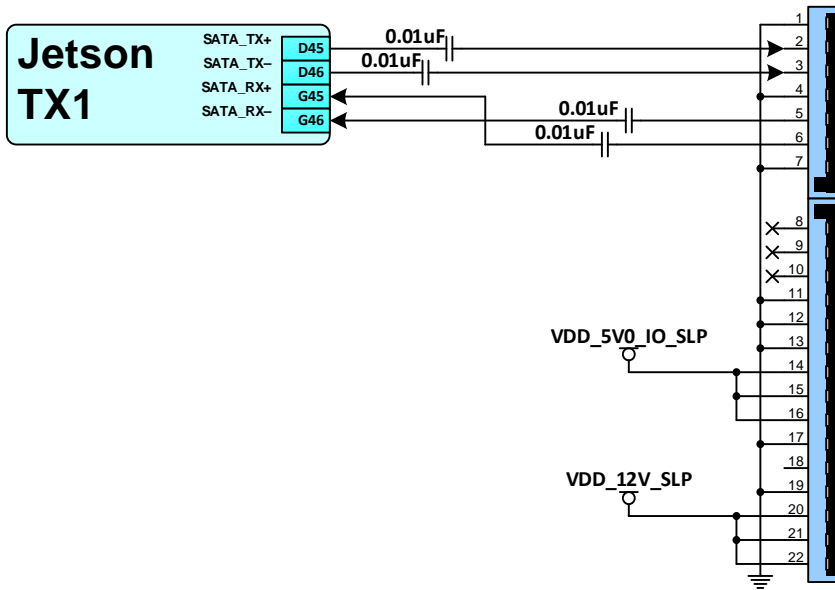 Jetson
TX1
SATA_TX+
SATA_TX–
SATA_RX+
SATA_RX–
D45
D46
G45
G46
0.01uF
0.01uF
0.01uF
0.01uF
1
2
3
4
5
6
7
8
9
10
11
12
13
VDD_5V0_IO_SLP
14
15
16
17
18
VDD_12V_SLP
19
20
21
22